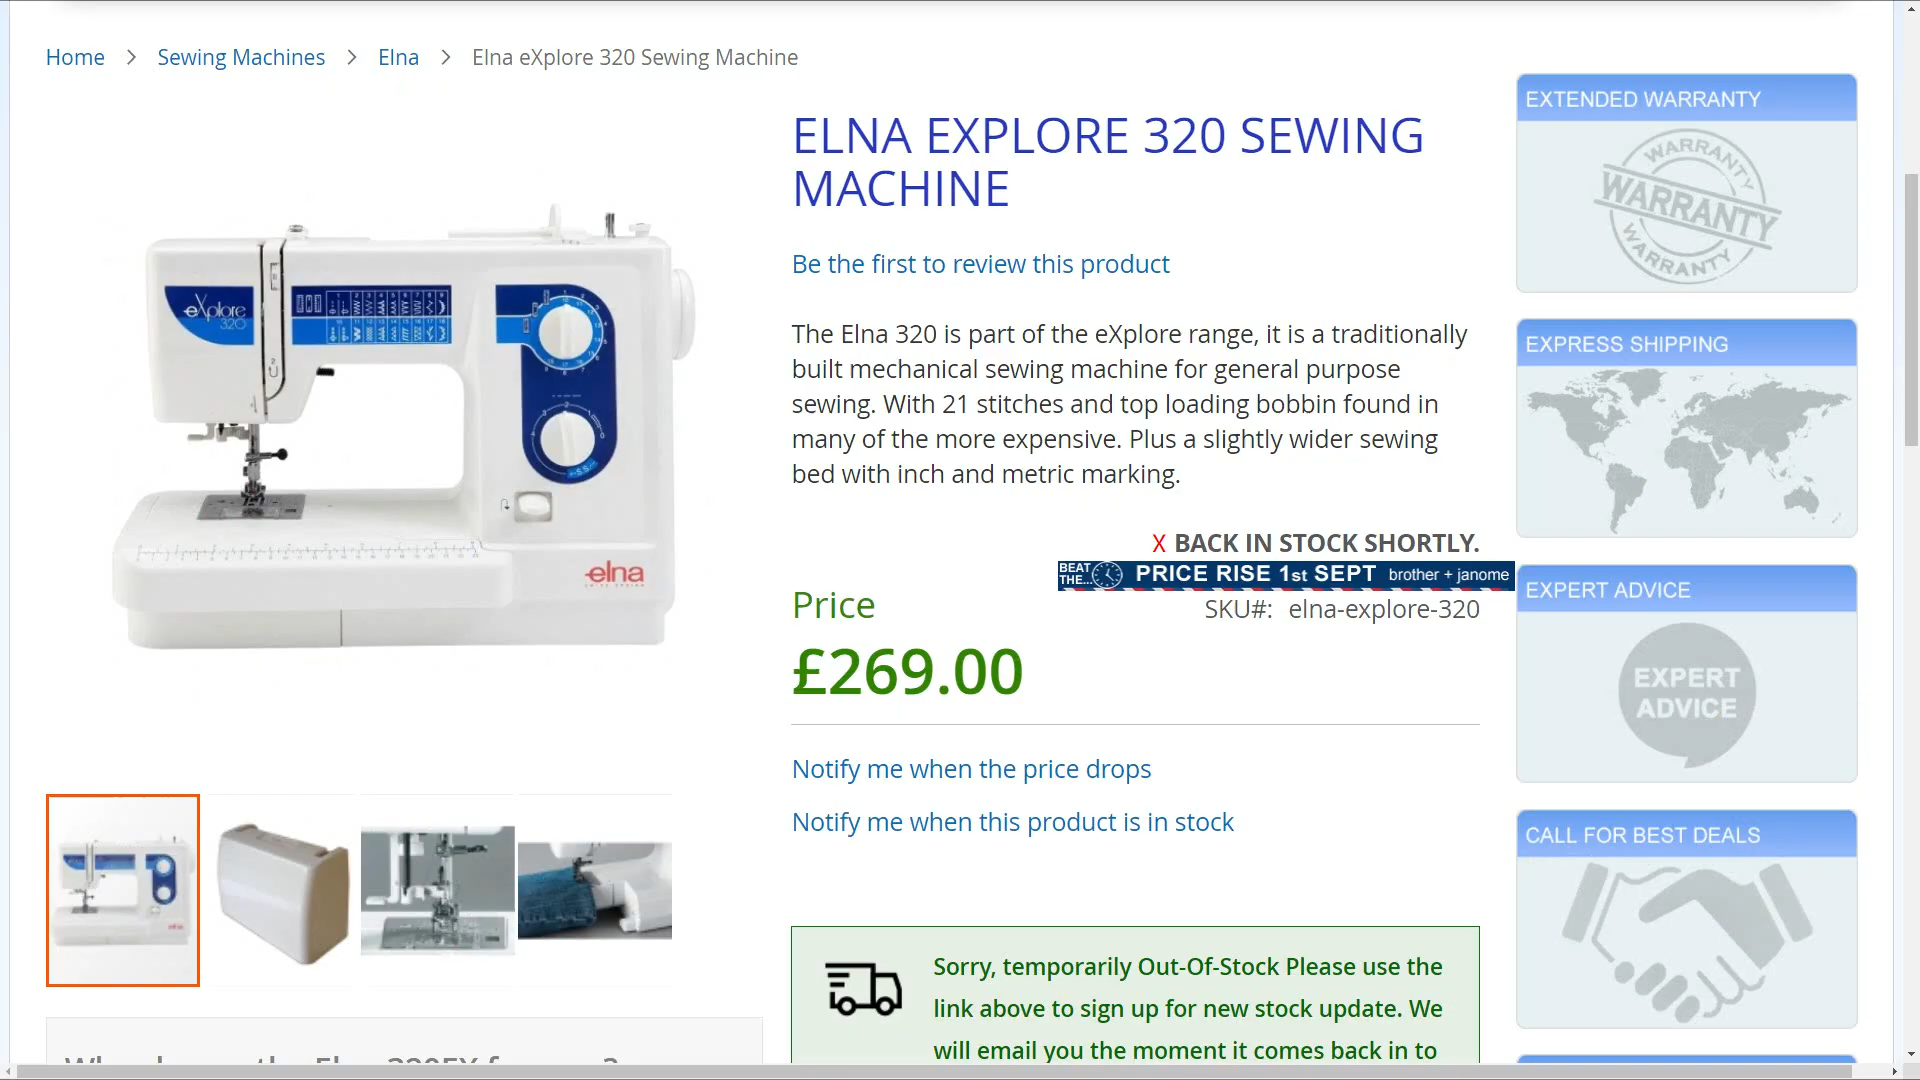 Home > Sewing Machines > Elna > Elna eXplore 320 Sewing Machine
ELNA EXPLORE 320 SEWING
MACHINE
Be the first to review this product
The Elna 320 is part of the eXplore range, it is a traditionally
built mechanical sewing machine for general purpose
sewing. With 21 stitches and top loading bobbin found in
many of the more expensive. Plus a slightly wider sewing
bed with inch and metric marking.
X BACK IN STOCK SHORTLY.
BEAT THE... PRICE RISE 1st SEPT brother + janome
Price
SKU#: elna-explore-320
£269.00
Notify me when the price drops
Notify me when this product is in stock
Sorry, temporarily Out-Of-Stock Please use the
link above to sign up for new stock update. We
will email you the moment it comes back in to
eXplore
320
elna
EXTENDED WARRANTY
WARRANTY
WARRANTY
WARRANTY
EXPRESS SHIPPING
EXPERT ADVICE
EXPERT
ADVICE
CALL FOR BEST DEALS